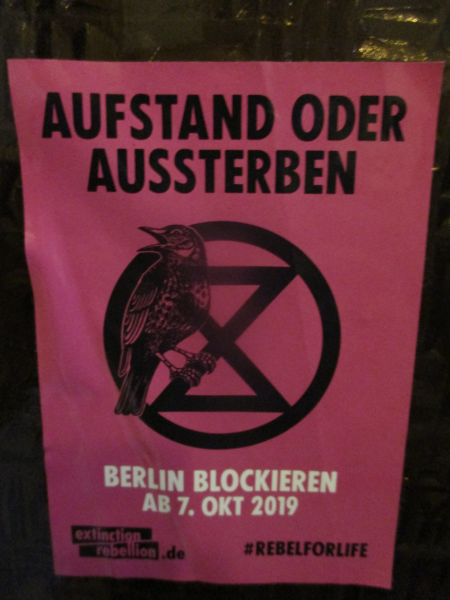 AUFSTAND ODER
AUSSTERBEN
BERLIN BLOCKIEREN
AB 7. OKT 2019
extinction
rebellion.de
#REBELFORLIFE